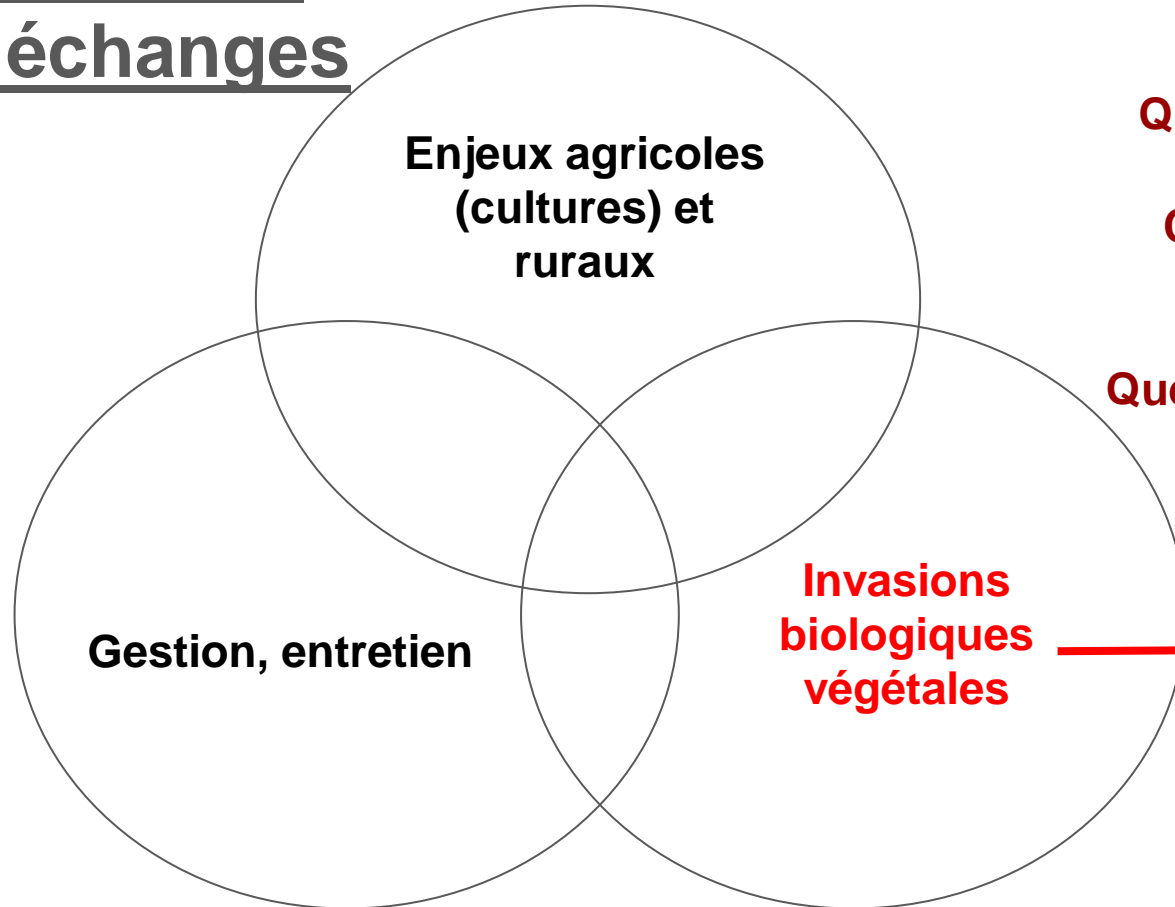 échanges
Enjeux agricoles
(cultures) et
ruraux
Gestion, entretien
Invasions
biologiques
végétales